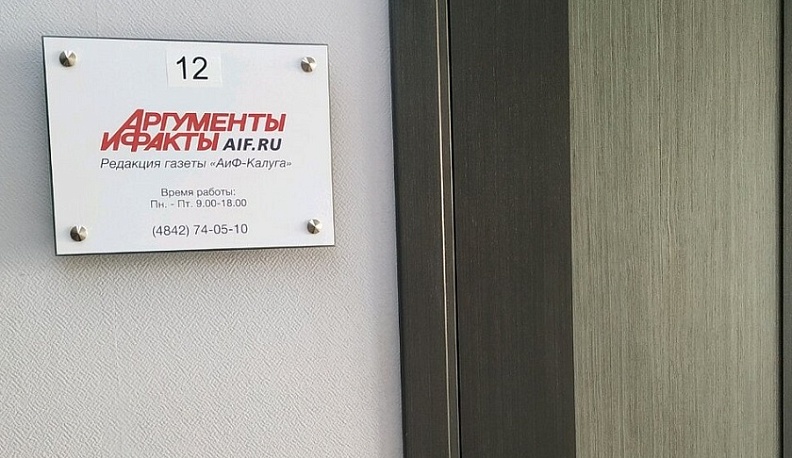 12
АРГУМЕНТЫ
И ФАКТЫ AIF.RU
Редакция газеты «АиФ-Калуга»
Время работы:
Пн. - Пт. 9.00-18.00
(4842) 74-05-10